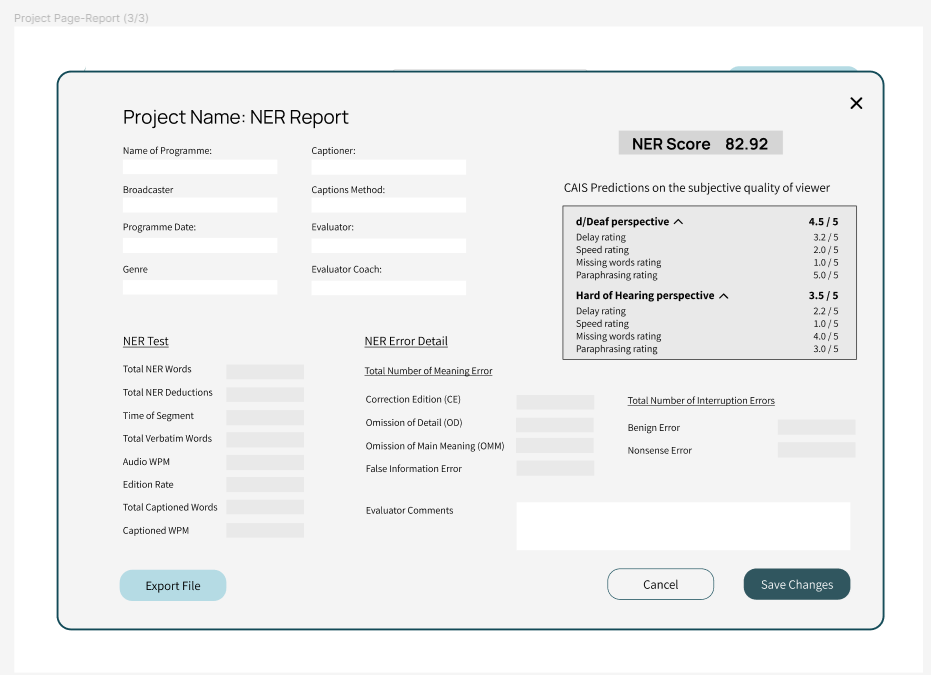 Project Page-Report (3/3)
Project Name: NER Report
NER Score 82.92
Name of Programme:
Captioner:
Broadcaster
Captions Method:
Programme Date:
Evaluator:
Genre
Evaluator Coach:
CAIS Predictions on the subjective quality of viewer
d/Deaf perspective 4.5 / 5
Delay rating 3.2 / 5
Speed rating 2.0 / 5
Missing words rating 1.0 / 5
Paraphrasing rating 5.0 / 5
Hard of Hearing perspective 3.5 / 5
Delay rating 2.2 / 5
Speed rating 1.0 / 5
Missing words rating 4.0 / 5
Paraphrasing rating 3.0 / 5
NER Test
Total NER Words
Total NER Deductions
Time of Segment
Total Verbatim Words
Audio WPM
Edition Rate
Total Captioned Words
Captioned WPM
NER Error Detail
Total Number of Meaning Error
Correction Edition (CE)
Omission of Detail (OD)
Omission of Main Meaning (OMM)
False Information Error
Total Number of Interruption Errors
Benign Error
Nonsense Error
Evaluator Comments
Export File
Cancel
Save Changes